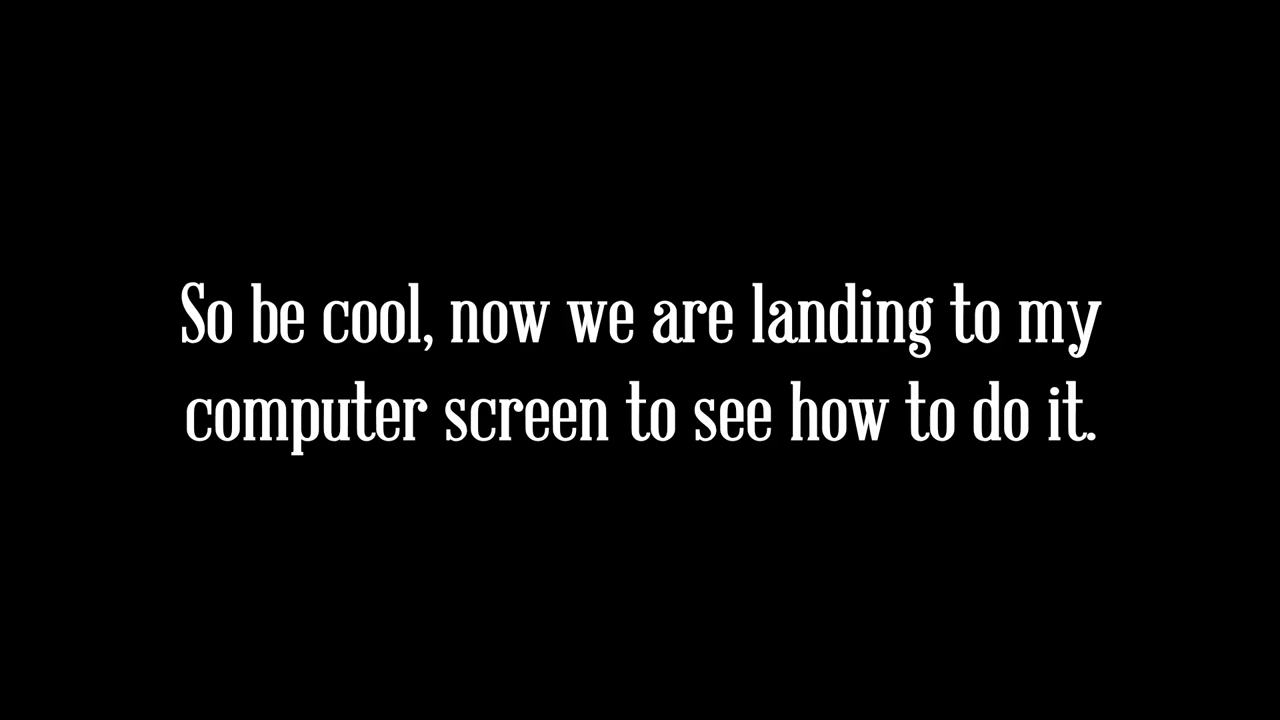 So be cool, now we are landing to my
computer screen to see how to do it.